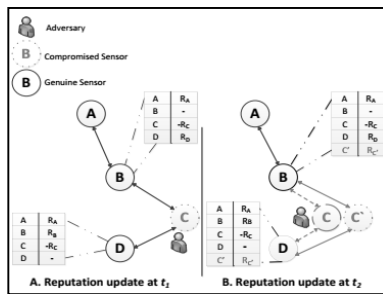 Adversary
B Compromised Sensor
B Genuine Sensor
A RA
B -
C -RC
D RD
A
B
C
D
A RA
B RB
C -RC
D -
A. Reputation update at t1
A RA
B -
C -RC
D RD
C' RC'
A
B
C C'
D
A RA
B RB
C -RC
D -
C' RC'
B. Reputation update at t2